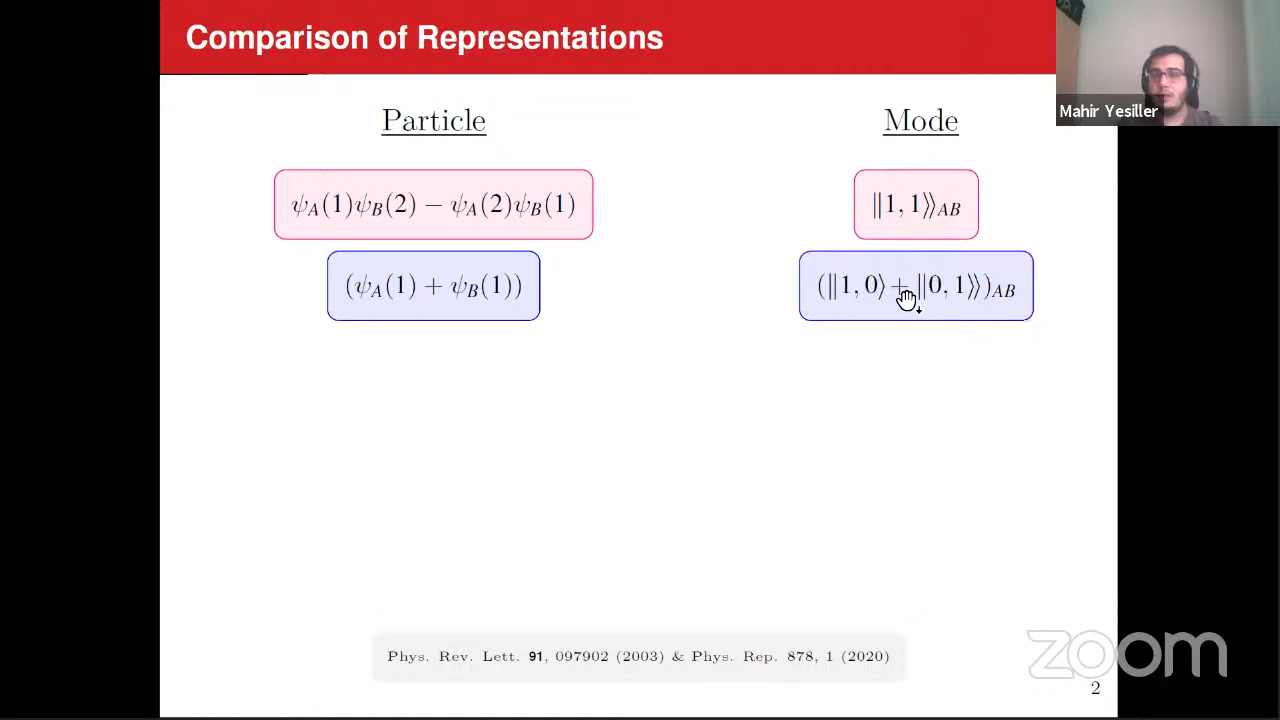 Comparison of Representations
Mahir Yesiller
Particle
Mode
ψ_A(1)ψ_B(2) − ψ_A(2)ψ_B(1)
‖1, 1⟩⟩_AB
(ψ_A(1) + ψ_B(1))
(‖1, 0⟩ + ‖0, 1⟩⟩)_AB
Phys. Rev. Lett. 91, 097902 (2003) & Phys. Rep. 878, 1 (2020)
zoom
2